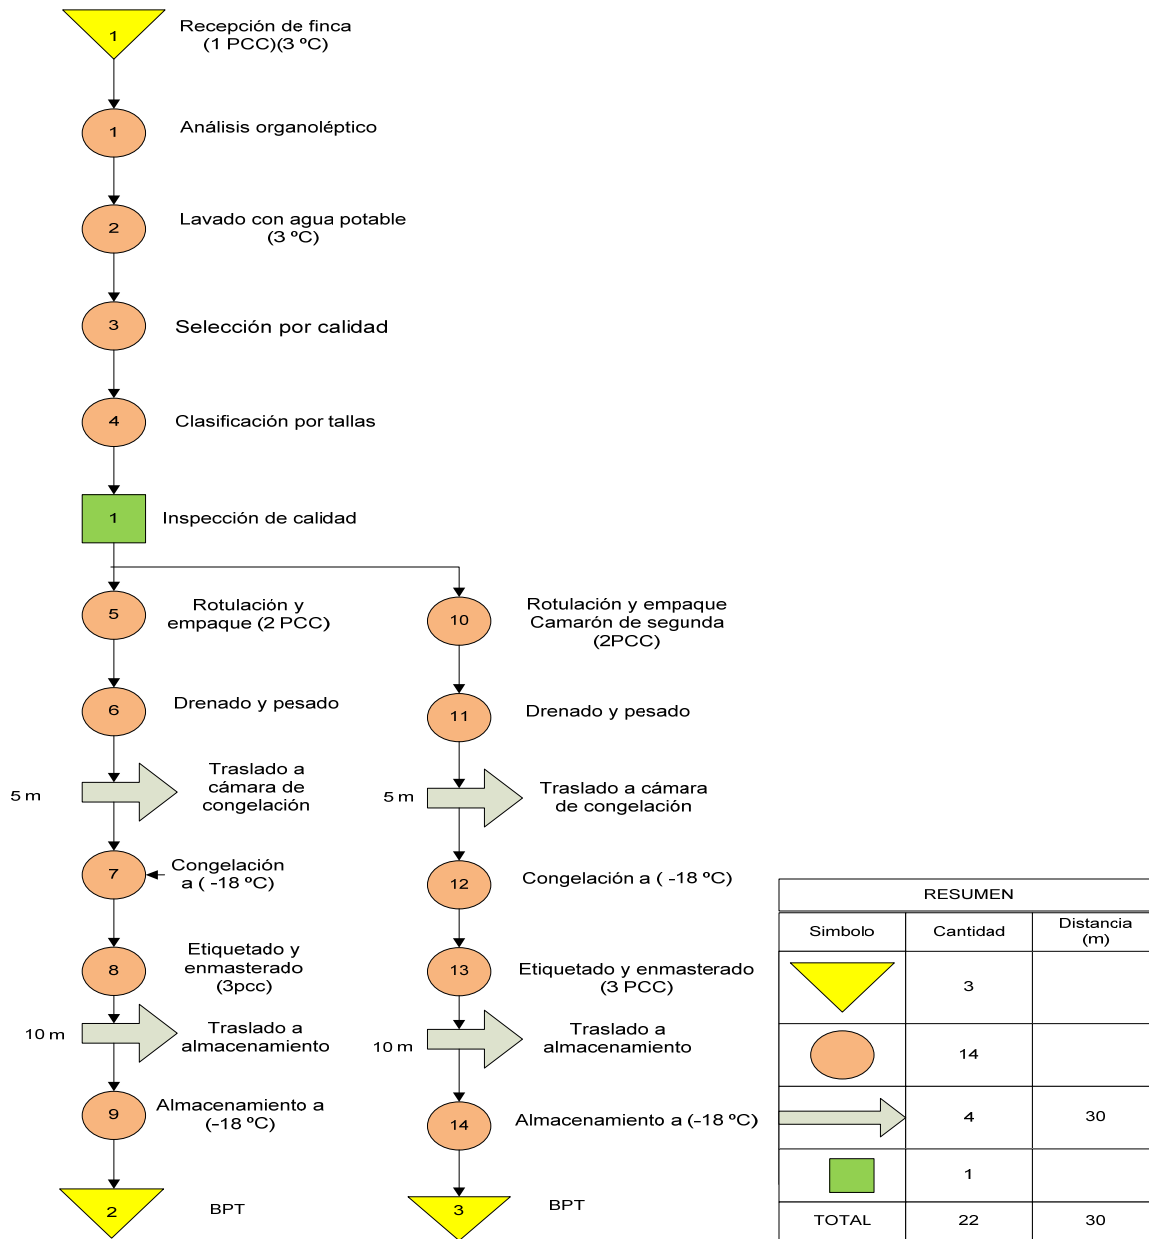 1
Recepción de finca
(1 PCC)(3 ºC)
1
Análisis organoléptico
2
Lavado con agua potable
(3 ºC)
3
Selección por calidad
4
Clasificación por tallas
1
Inspección de calidad
5
Rotulación y
empaque (2 PCC)
6
Drenado y pesado
5 m
Traslado a
cámara de
congelación
7
Congelación
a ( -18 ºC)
8
Etiquetado y
enmasterado
(3pcc)
10 m
Traslado a
almacenamiento
9
Almacenamiento a
(-18 ºC)
2
BPT
10
Rotulación y empaque
Camarón de segunda
(2PCC)
11
Drenado y pesado
5 m
Traslado a cámara
de congelación
12
Congelación a ( -18 ºC)
13
Etiquetado y enmasterado
(3 PCC)
10 m
Traslado a
almacenamiento
14
Almacenamiento a (-18 ºC)
3
BPT
RESUMEN
Simbolo Cantidad Distancia
(m)
3
14
4 30
1
TOTAL 22 30